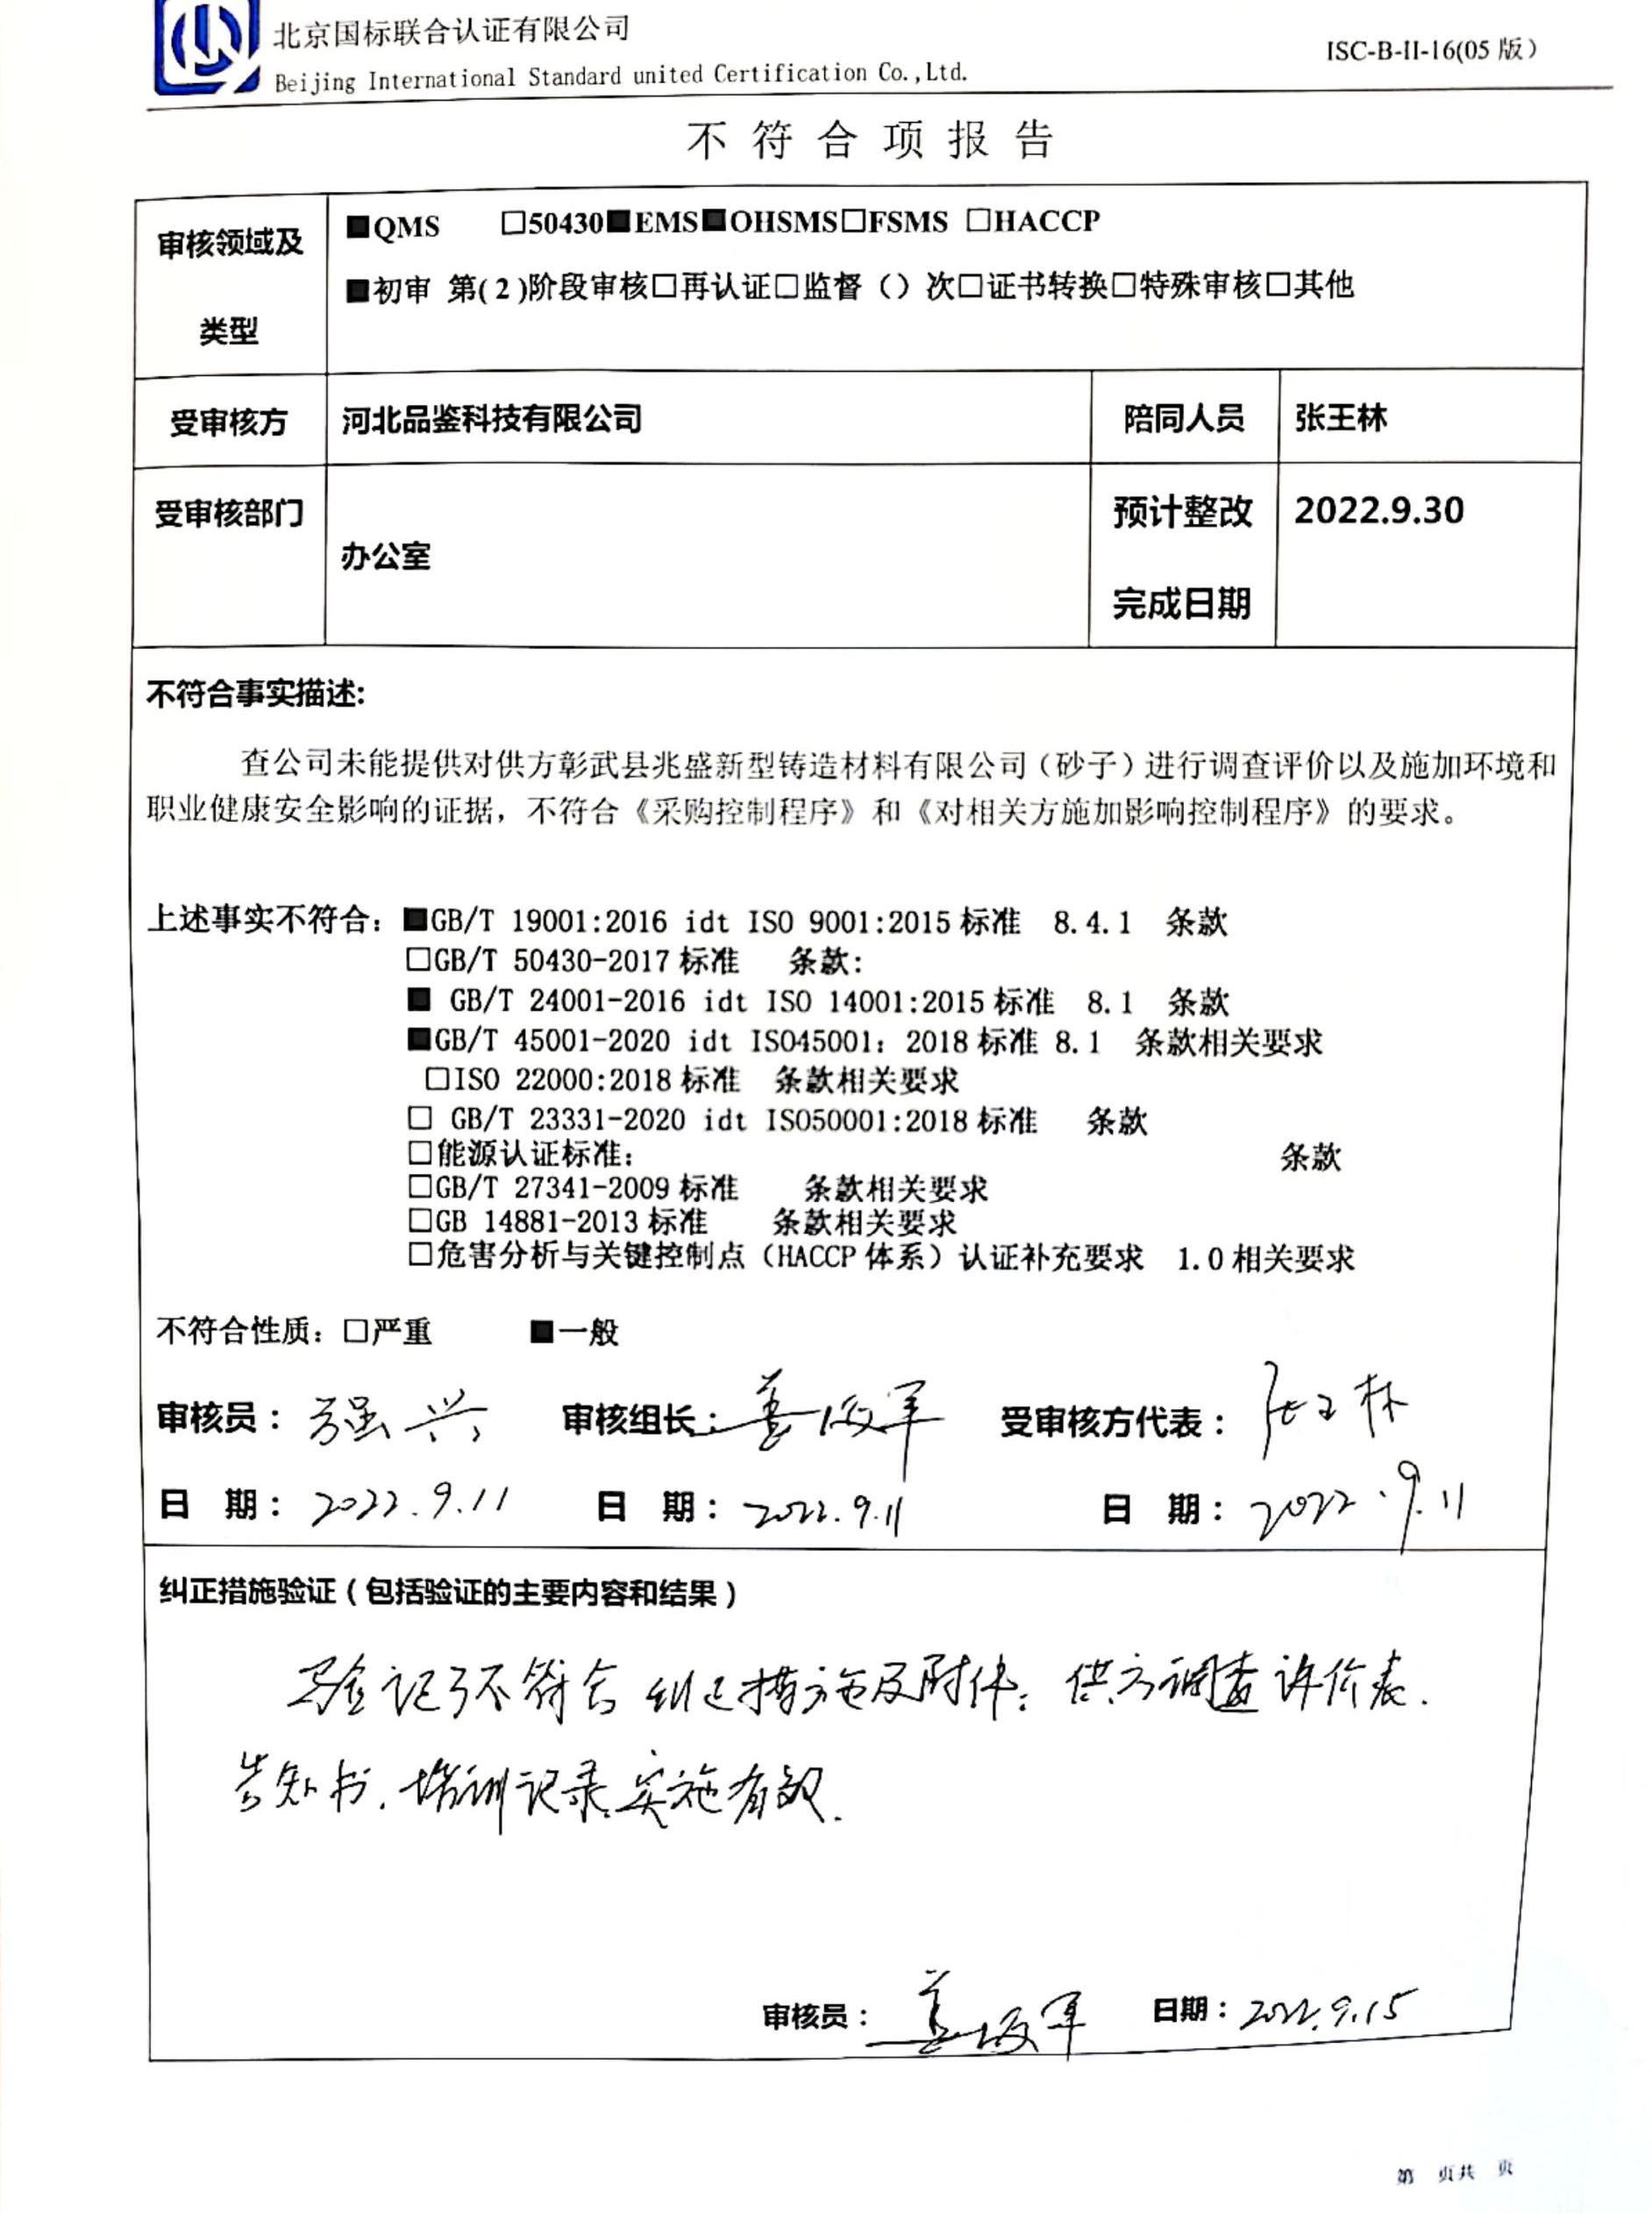 北京国标联合认证有限公司
Beijing International Standard united Certification Co.,Ltd.
ISC-B-II-16(05 版)
不符合项报告
审核领域及类型
■QMS □50430■EMS■OHSMS□FSMS □HACCP
■初审 第( 2 )阶段审核□再认证□监督（）次□证书转换□特殊审核□其他
受审核方 河北品鉴科技有限公司 陪同人员 张王林
受审核部门 办公室 预计整改完成日期 2022.9.30
不符合事实描述:
查公司未能提供对供方彰武县兆盛新型铸造材料有限公司（砂子）进行调查评价以及施加环境和
职业健康安全影响的证据，不符合《采购控制程序》和《对相关方施加影响控制程序》的要求。
上述事实不符合：■GB/T 19001:2016 idt ISO 9001:2015 标准 8.4.1 条款
□GB/T 50430-2017 标准 条款:
■ GB/T 24001-2016 idt ISO 14001:2015 标准 8.1 条款
■GB/T 45001-2020 idt ISO45001：2018 标准 8.1 条款相关要求
□ISO 22000:2018 标准 条款相关要求
□ GB/T 23331-2020 idt ISO50001:2018 标准 条款
□能源认证标准: 条款
□GB/T 27341-2009 标准 条款相关要求
□GB 14881-2013 标准 条款相关要求
□危害分析与关键控制点（HACCP 体系）认证补充要求 1.0 相关要求
不符合性质：□严重 ■一般
审核员： 强兴 审核组长： 军 受审核方代表： 张王林
日 期： 2022.9.11 日 期： 2022.9.11 日 期： 2022.9.11
纠正措施验证（包括验证的主要内容和结果）
验证了不符合纠正措施及附件：供方调查评价表.
告知书.培训记录.实施有效.
审核员： 军 日期：2022.9.15
第 页共 页